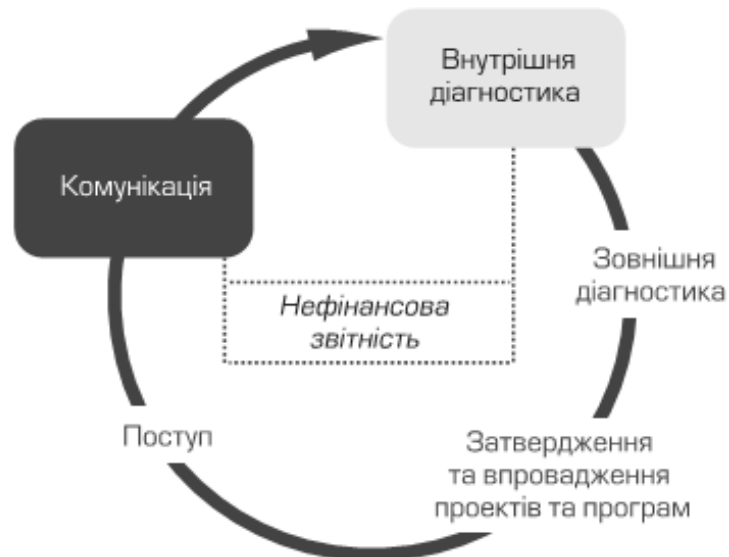 Внутрішня
діагностика
Комунікація
Зовнішня
діагностика
Нефінансова
звітність
Поступ
Затвердження
та впровадження
проектів та програм